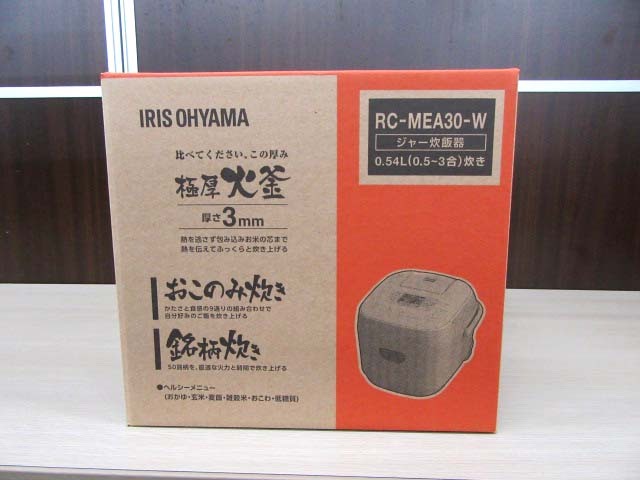 IRIS OHYAMA
比べてください、この厚み
極厚火釜
厚さ3mm
熱を逃さず包み込みお米の芯まで
熱を伝えてふっくらと炊き上げる
おこのみ炊き
かたさと食感の9通りの組み合わせで
自分好みのご飯を炊き上げる
銘柄炊き
50銘柄を、最適な火力と時間で炊き上げる
●ヘルシーメニュー
(おかゆ・玄米・麦飯・雑穀米・おこわ・低糖質)
RC-MEA30-W
ジャー炊飯器
0.54L(0.5~3合)炊き